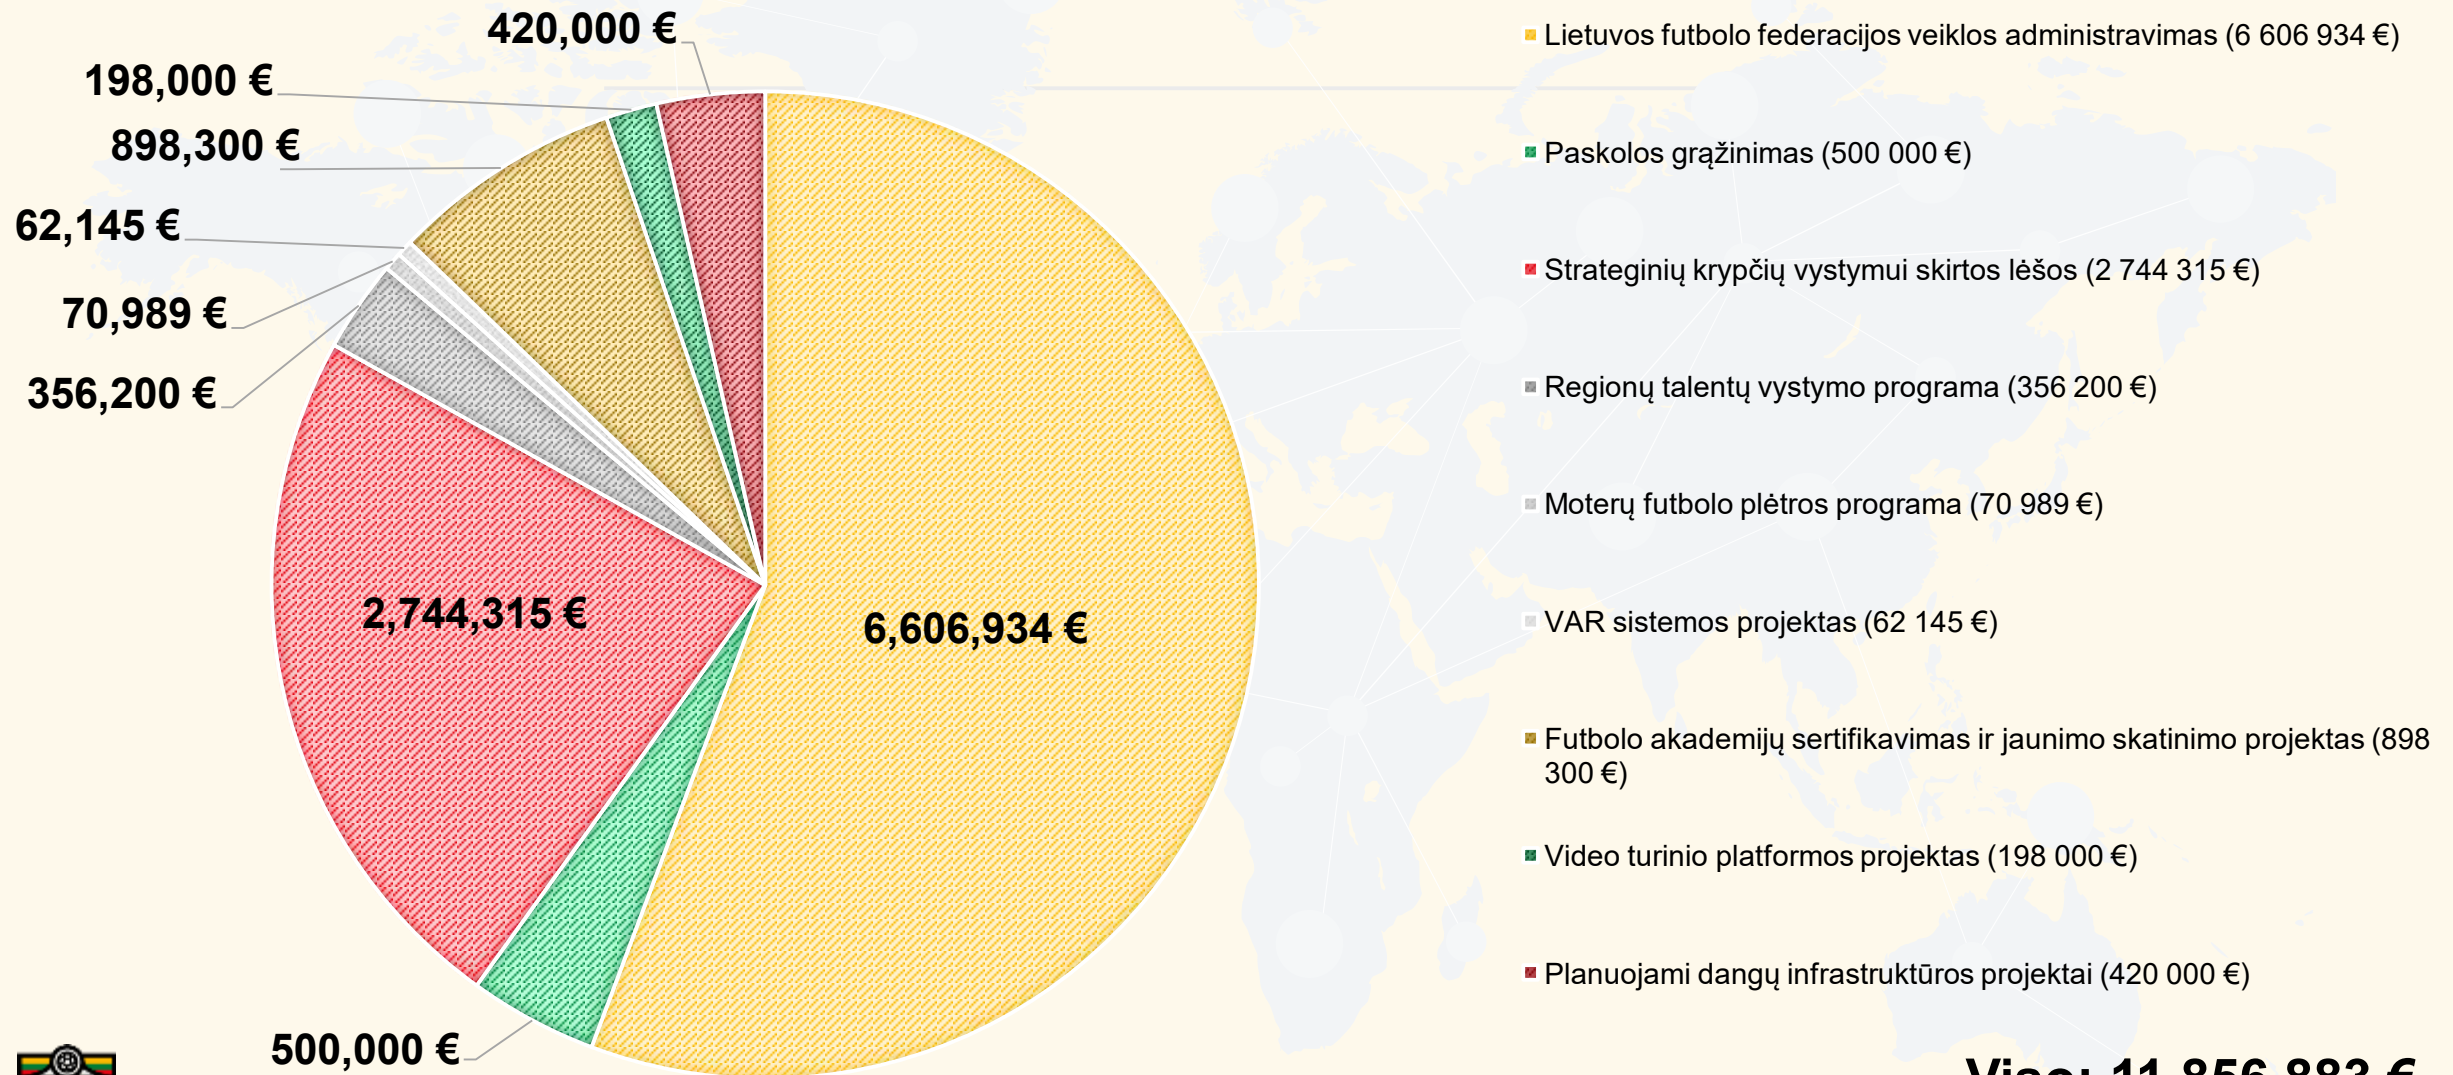 420,000 €
198,000 €
898,300 €
62,145 €
70,989 €
356,200 €
2,744,315 €
6,606,934 €
500,000 €
Lietuvos futbolo federacijos veiklos administravimas (6 606 934 €)
Paskolos grąžinimas (500 000 €)
Strateginių krypčių vystymui skirtos lėšos (2 744 315 €)
Regionų talentų vystymo programa (356 200 €)
Moterų futbolo plėtros programa (70 989 €)
VAR sistemos projektas (62 145 €)
Futbolo akademijų sertifikavimas ir jaunimo skatinimo projektas (898
300 €)
Video turinio platformos projektas (198 000 €)
Planuojami dangų infrastruktūros projektai (420 000 €)
Viso: 11 856 883 €